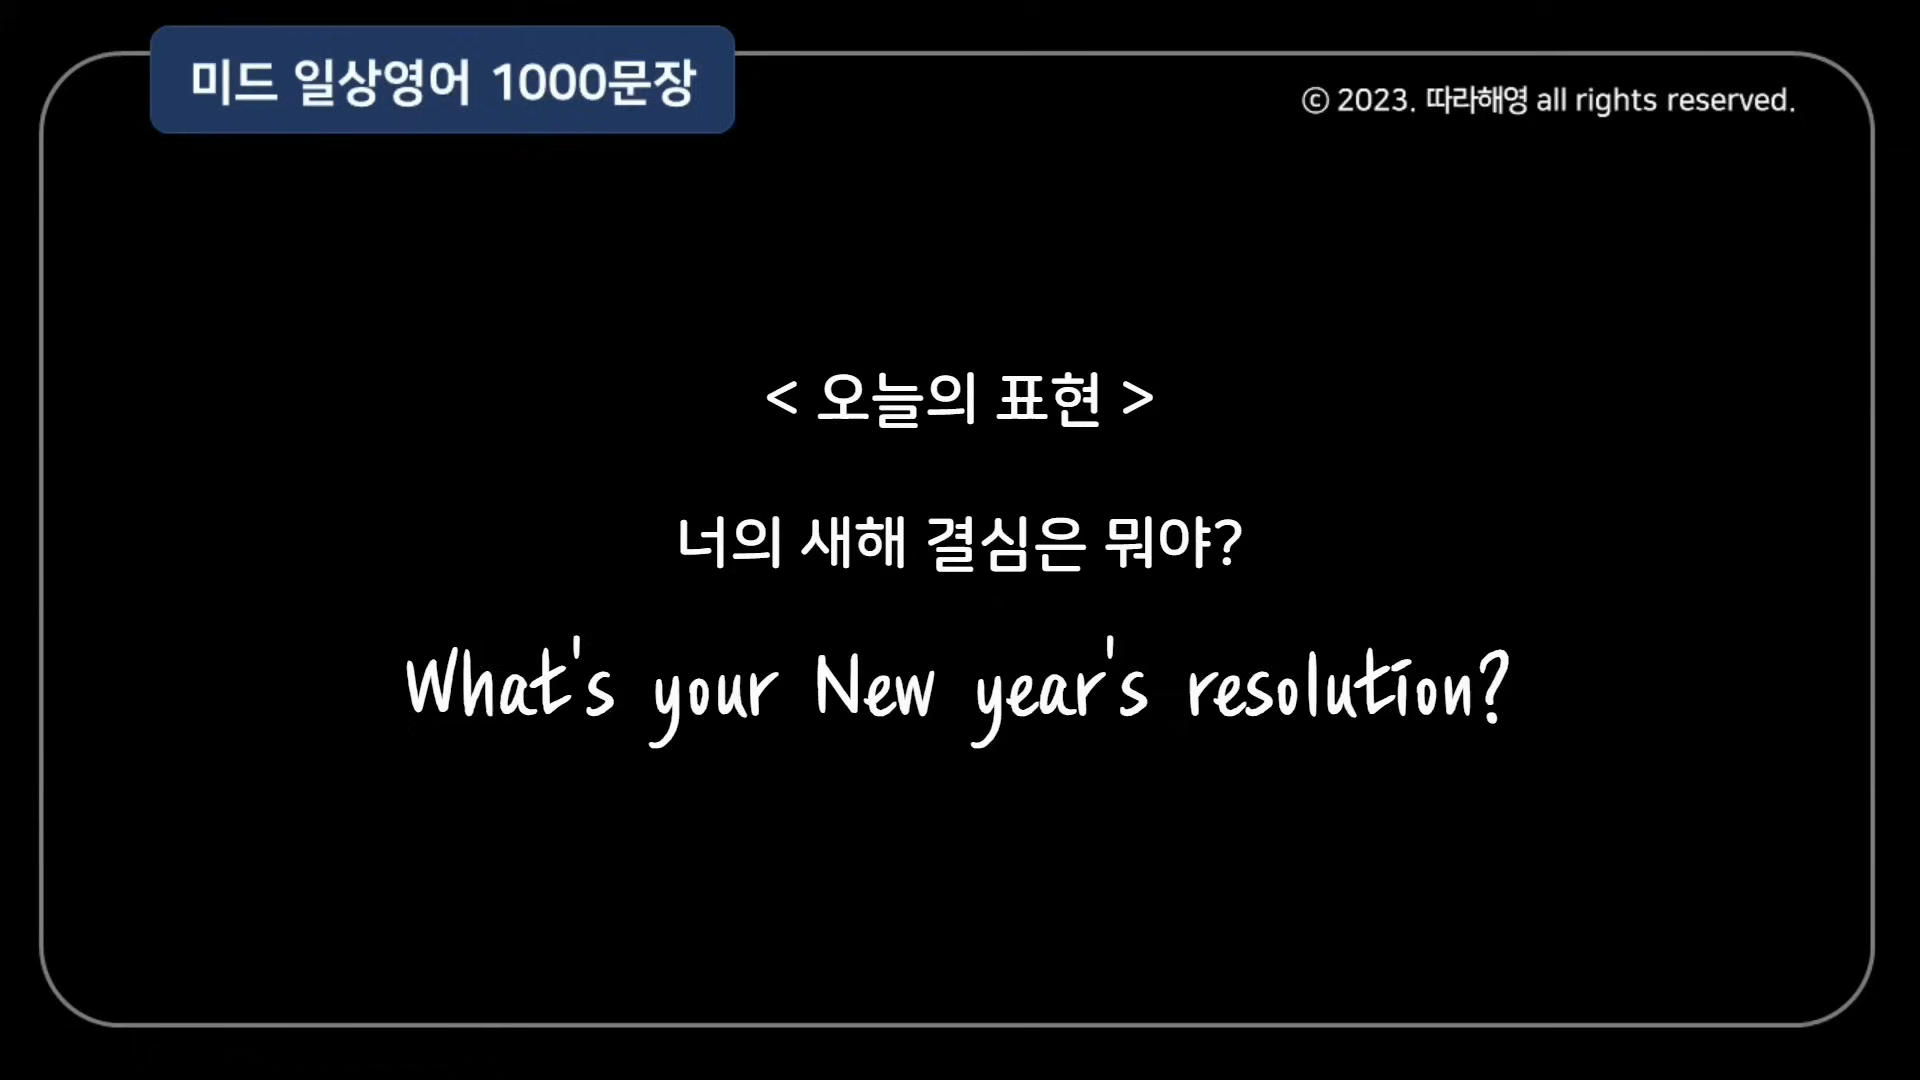 미드 일상영어 1000문장
ⓒ 2023. 따라해영 all rights reserved.
< 오늘의 표현 >
너의 새해 결심은 뭐야?
What's your New year's resolution?